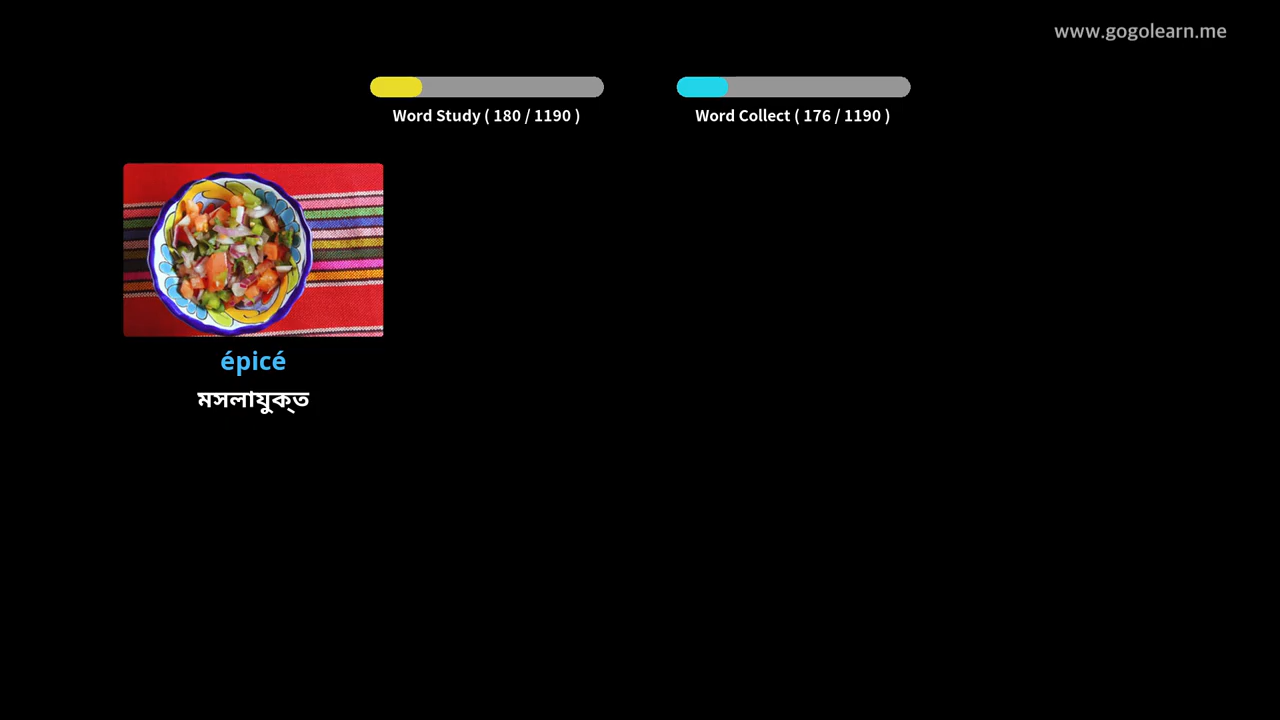 www.gogolearn.me
Word Study ( 180 / 1190 )
Word Collect ( 176 / 1190 )
épicé
মসলাযুক্ত